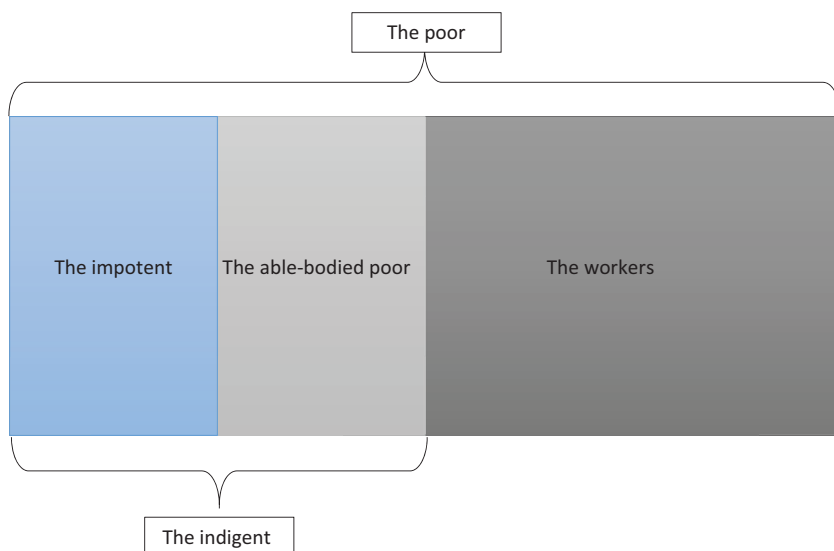 The poor
The impotent
The able-bodied poor
The workers
The indigent